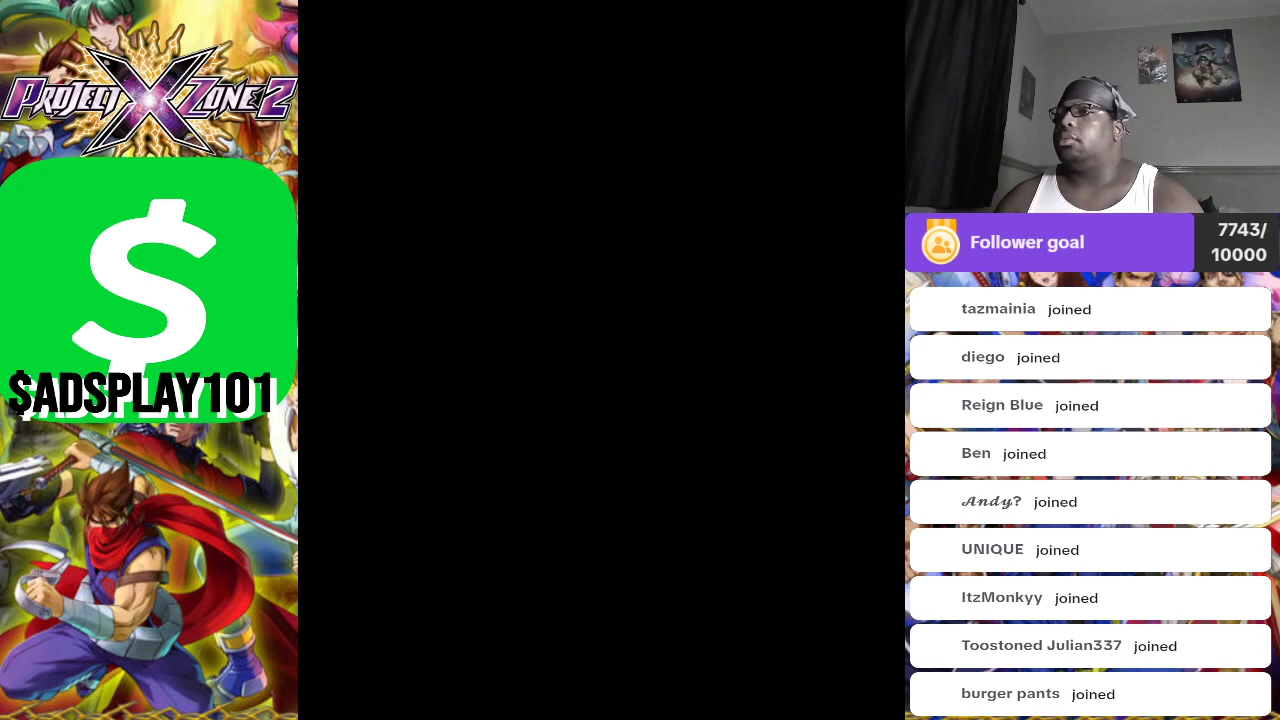 PROJECT X ZONE 2
$ADSPLAY101
Follower goal
7743/
10000
tazmainia joined
diego joined
Reign Blue joined
Ben joined
𝓐𝓷𝓭𝔂? joined
UNIQUE joined
ItzMonkyy joined
Toostoned Julian337 joined
burger pants joined